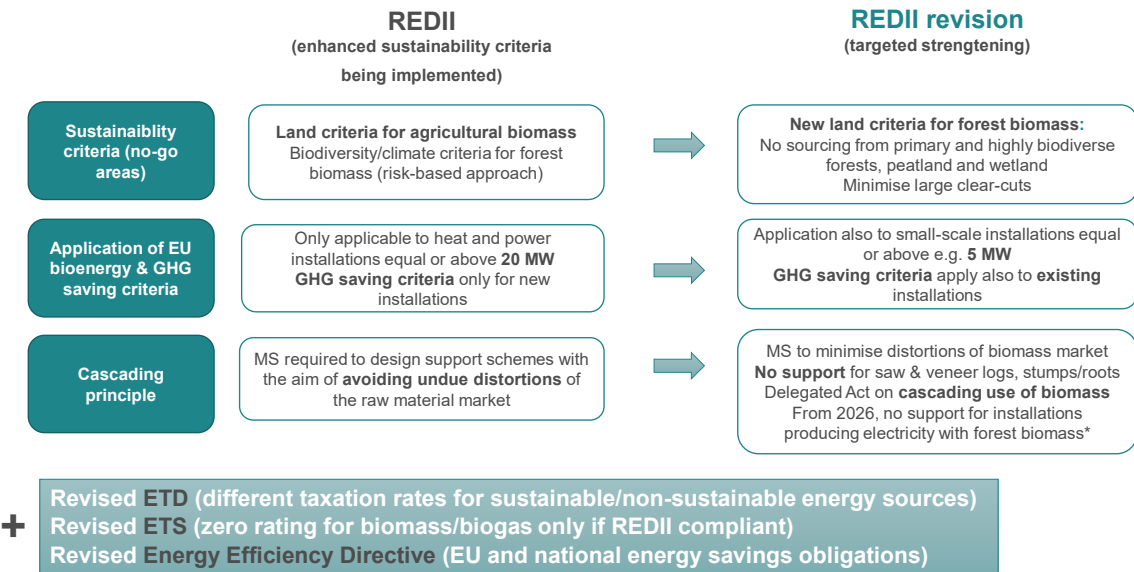 REDII
(enhanced sustainability criteria
being implemented)
REDII revision
(targeted strengtening)
Sustainaiblity
criteria (no-go
areas)
Land criteria for agricultural biomass
Biodiversity/climate criteria for forest
biomass (risk-based approach)
New land criteria for forest biomass:
No sourcing from primary and highly biodiverse
forests, peatland and wetland
Minimise large clear-cuts
Application of EU
bioenergy & GHG
saving criteria
Only applicable to heat and power
installations equal or above 20 MW
GHG saving criteria only for new
installations
Application also to small-scale installations equal
or above e.g. 5 MW
GHG saving criteria apply also to existing
installations
Cascading
principle
MS required to design support schemes with
the aim of avoiding undue distortions of
the raw material market
MS to minimise distortions of biomass market
No support for saw & veneer logs, stumps/roots
Delegated Act on cascading use of biomass
From 2026, no support for installations
producing electricity with forest biomass*
+
Revised ETD (different taxation rates for sustainable/non-sustainable energy sources)
Revised ETS (zero rating for biomass/biogas only if REDII compliant)
Revised Energy Efficiency Directive (EU and national energy savings obligations)